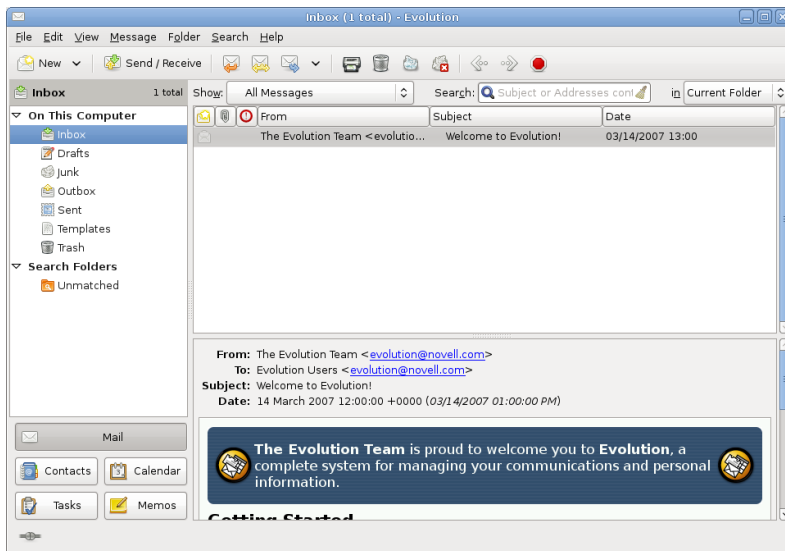 Inbox (1 total) - Evolution
File Edit View Message Folder Search Help
New Send / Receive
Inbox 1 total Show: All Messages Search: Subject or Addresses cont in Current Folder
On This Computer
Inbox
Drafts
Junk
Outbox
Sent
Templates
Trash
Search Folders
Unmatched
From Subject Date
The Evolution Team <evolutio... Welcome to Evolution! 03/14/2007 13:00
From: The Evolution Team <evolution@novell.com>
To: Evolution Users <evolution@novell.com>
Subject: Welcome to Evolution!
Date: 14 March 2007 12:00:00 +0000 (03/14/2007 01:00:00 PM)
The Evolution Team is proud to welcome you to Evolution, a
complete system for managing your communications and personal
information.
Getting Started
Mail
Contacts Calendar
Tasks Memos